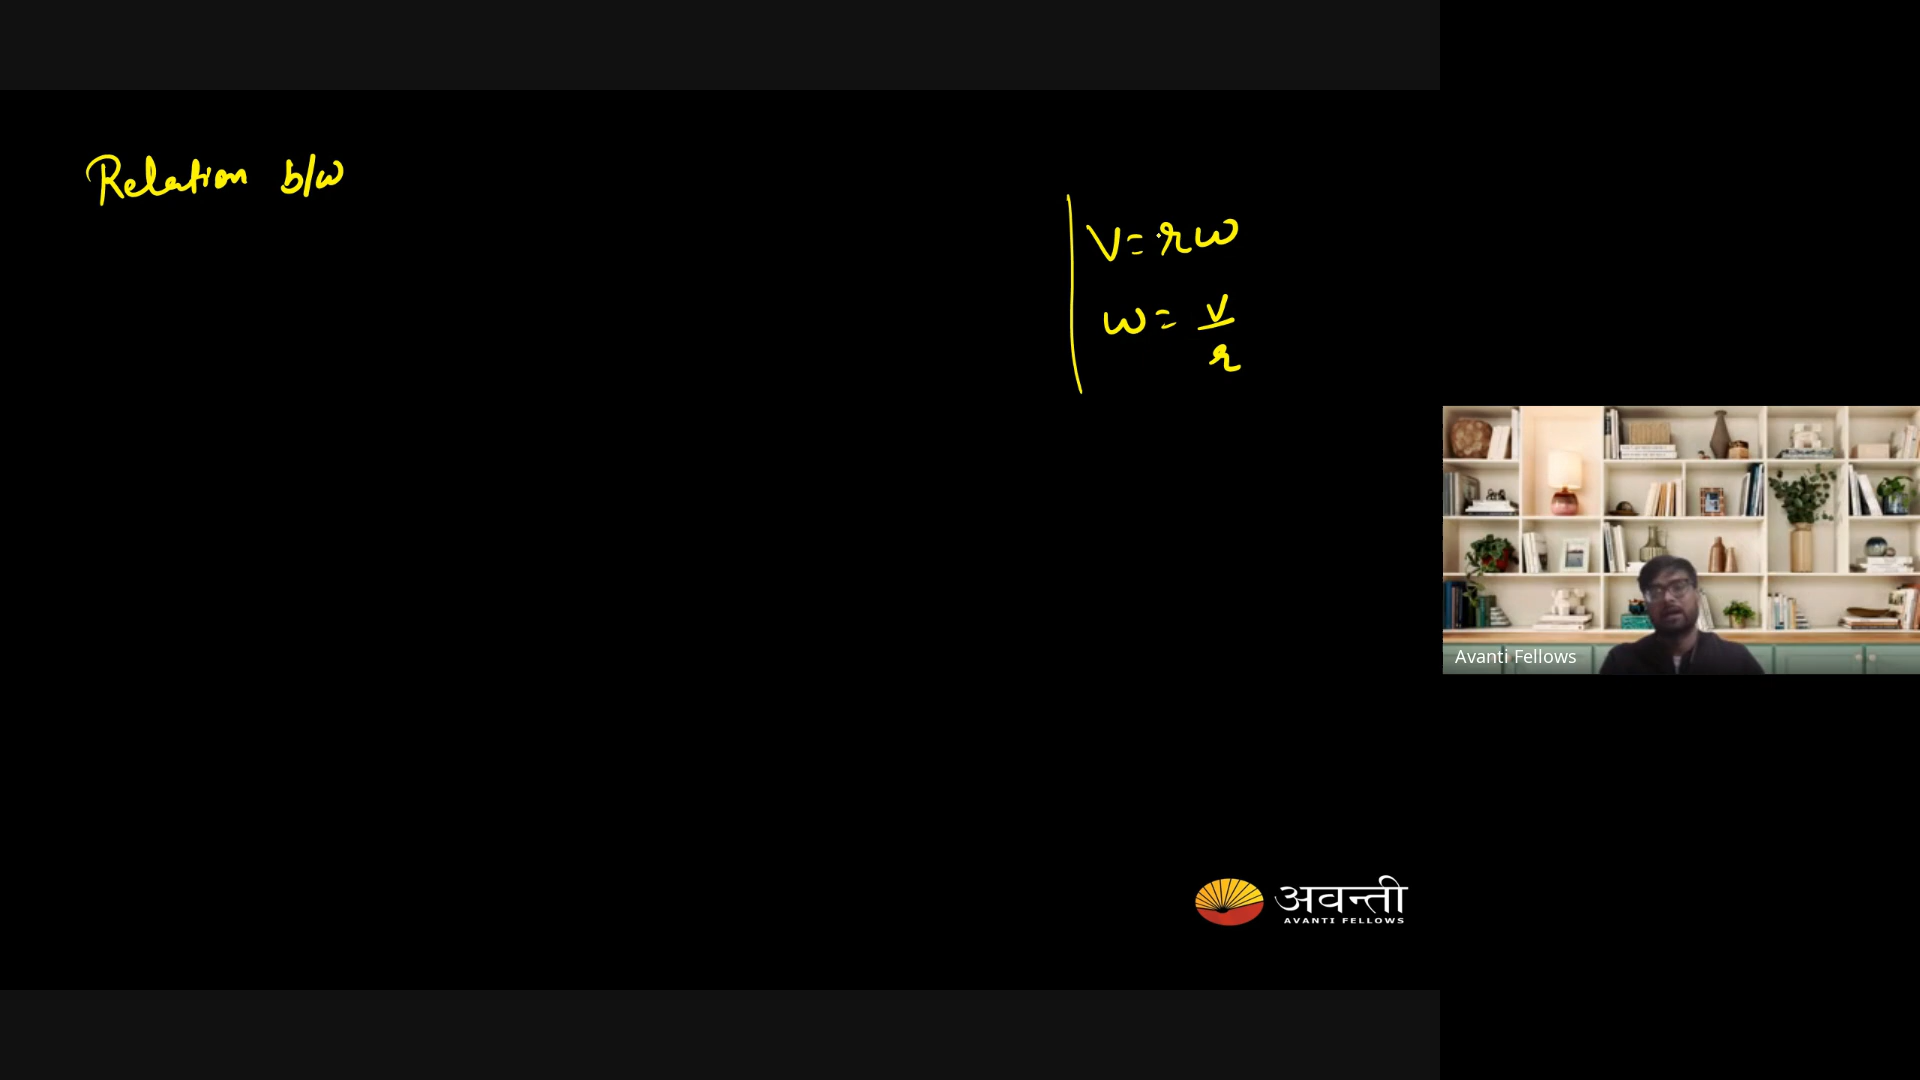 Relation b/w
V = rω
ω = v/r
Avanti Fellows
अवन्ती
AVANTI FELLOWS